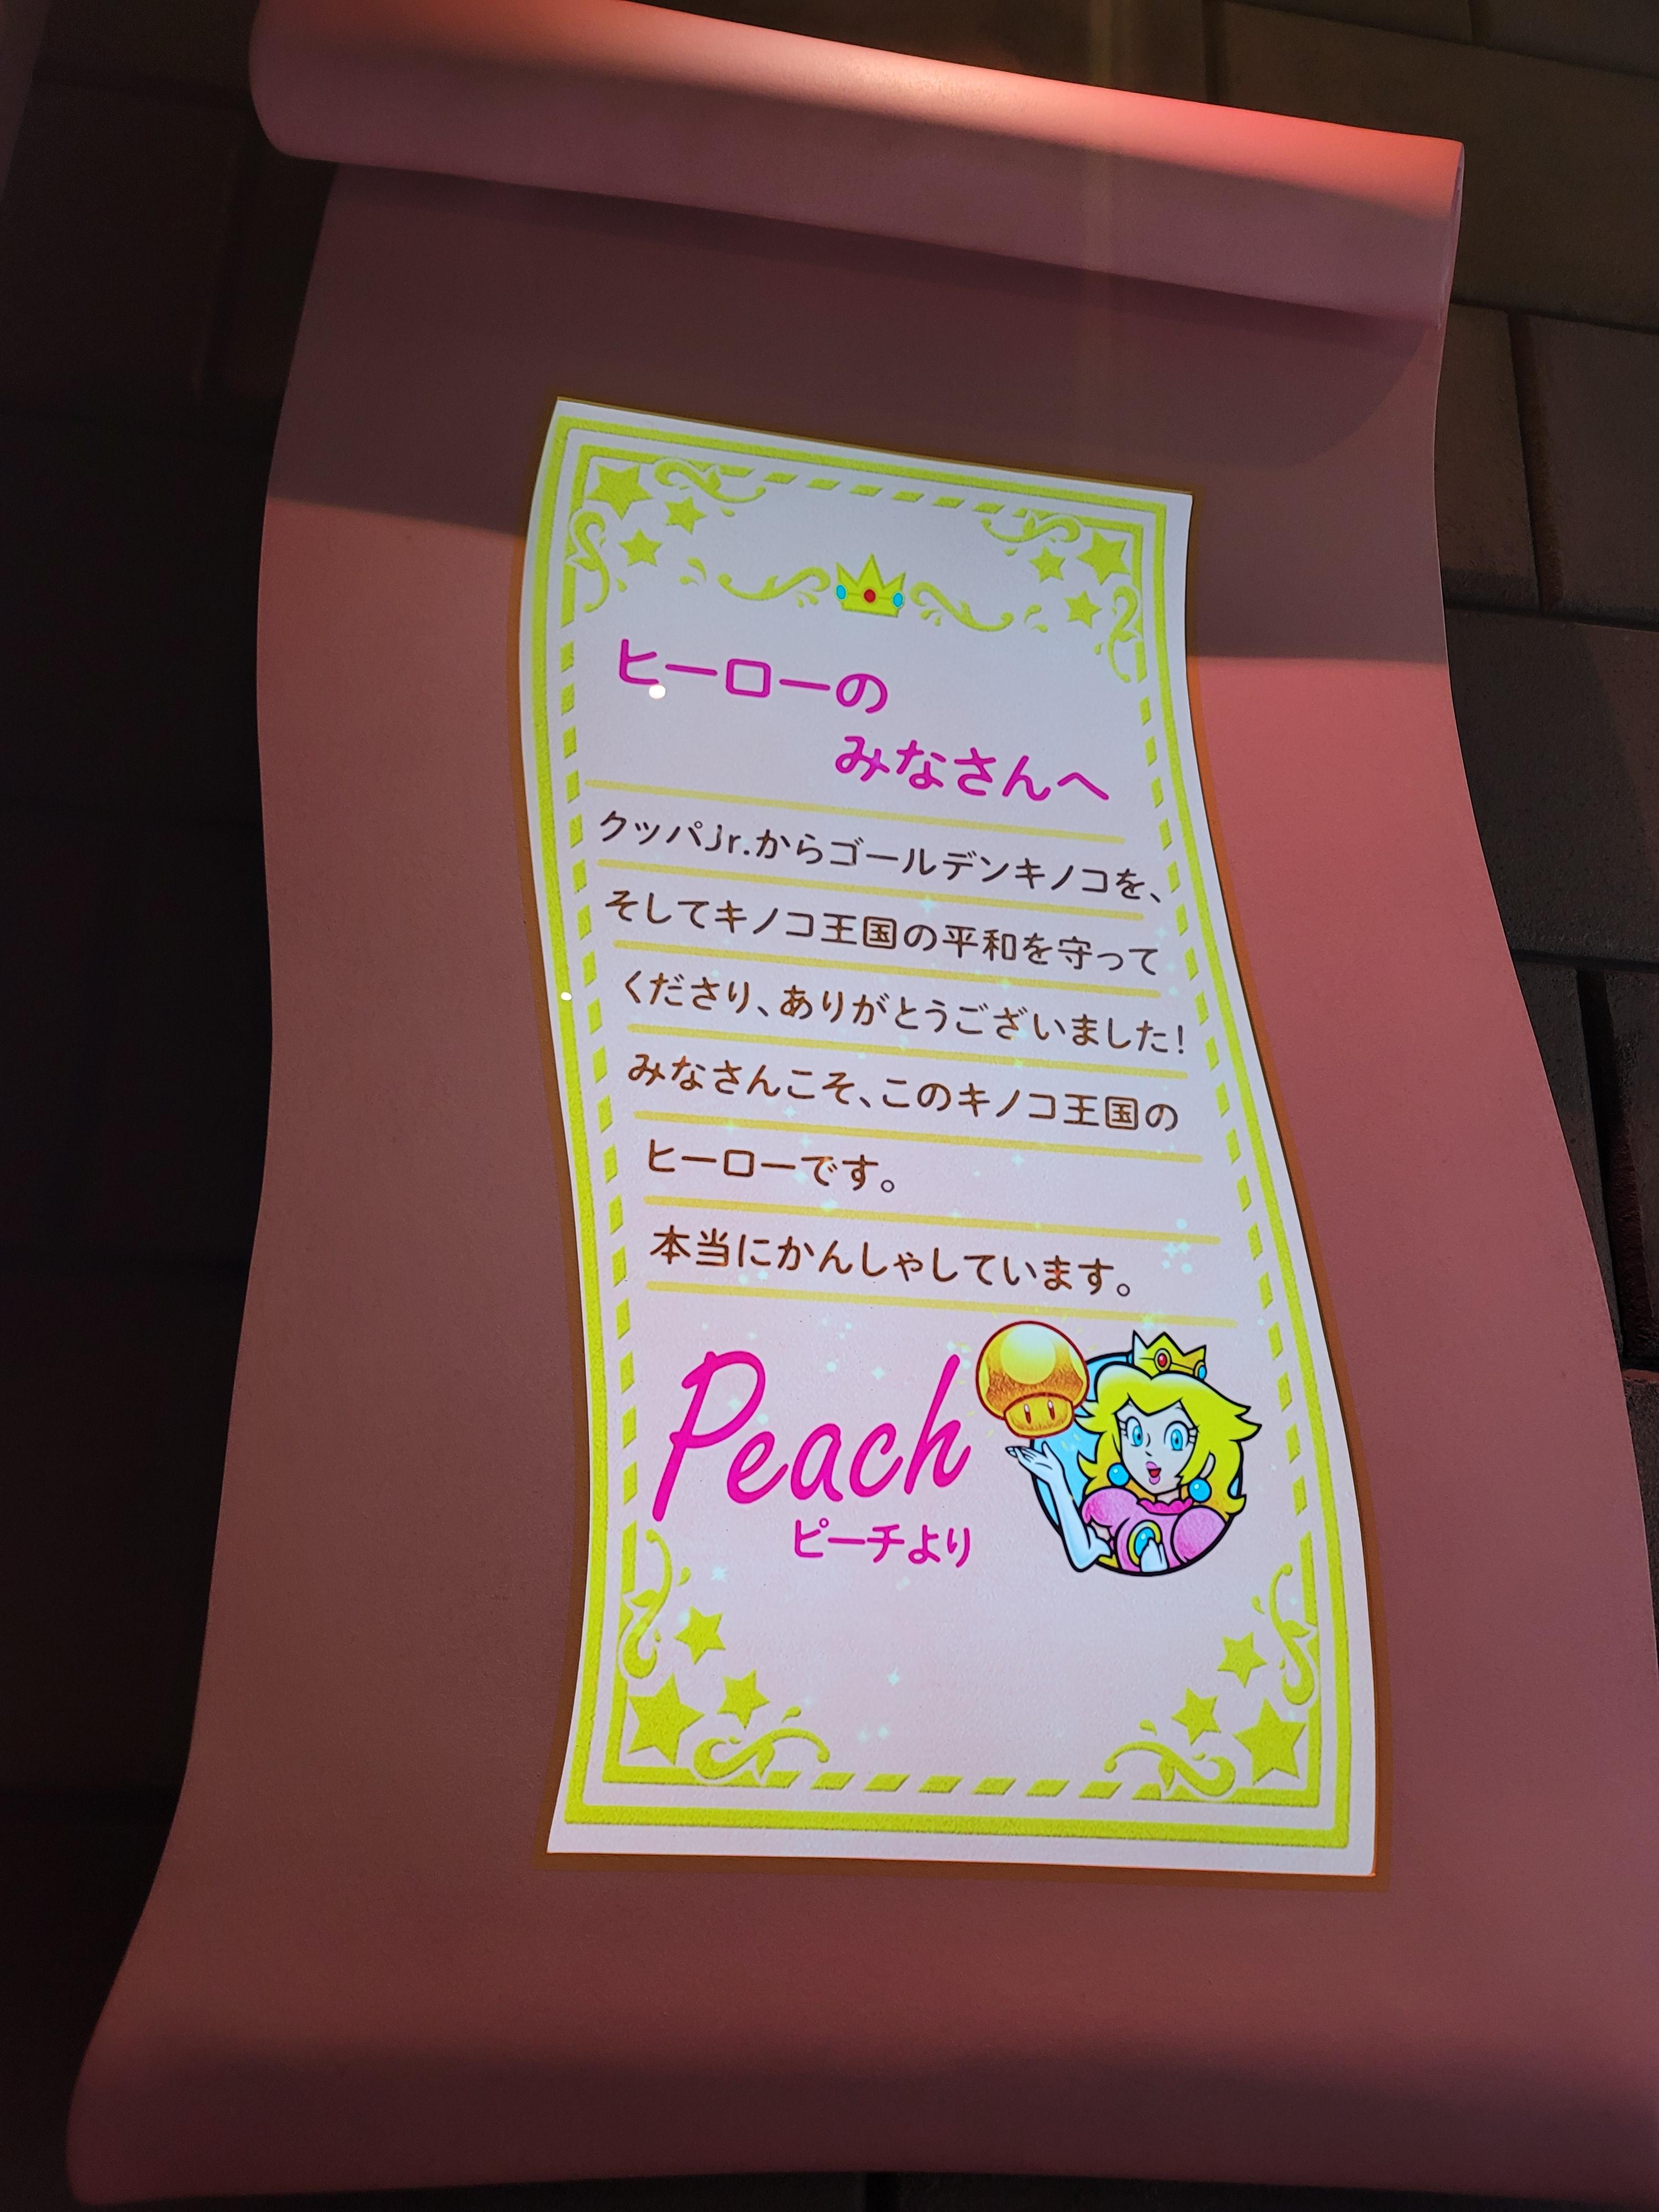 ヒーローの
みなさんへ
クッパJr.からゴールデンキノコを、
そしてキノコ王国の平和を守って
くださり、ありがとうございました!
みなさんこそ、このキノコ王国の
ヒーローです。
本当にかんしゃしています。
Peach
ピーチより